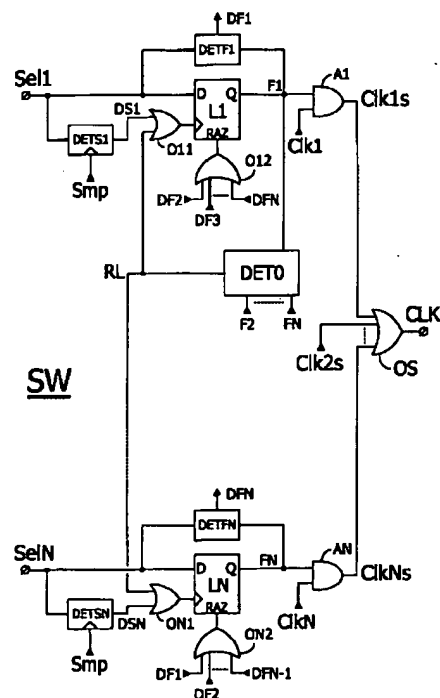 DF1
DETF1
Sel1
D
Q
F1
A1
Clk1s
L1
DS1
RAZ
O11
Clk1
DETS1
O12
Smp
DF2
DFN
DF3
RL
DET0
F2
FN
CLK
Clk2s
OS
SW
DFN
DETFN
SelN
D
Q
FN
AN
ClkNs
LN
RAZ
ClkN
DETSN
DSN
ON1
ON2
Smp
DF1
DFN-1
DF2